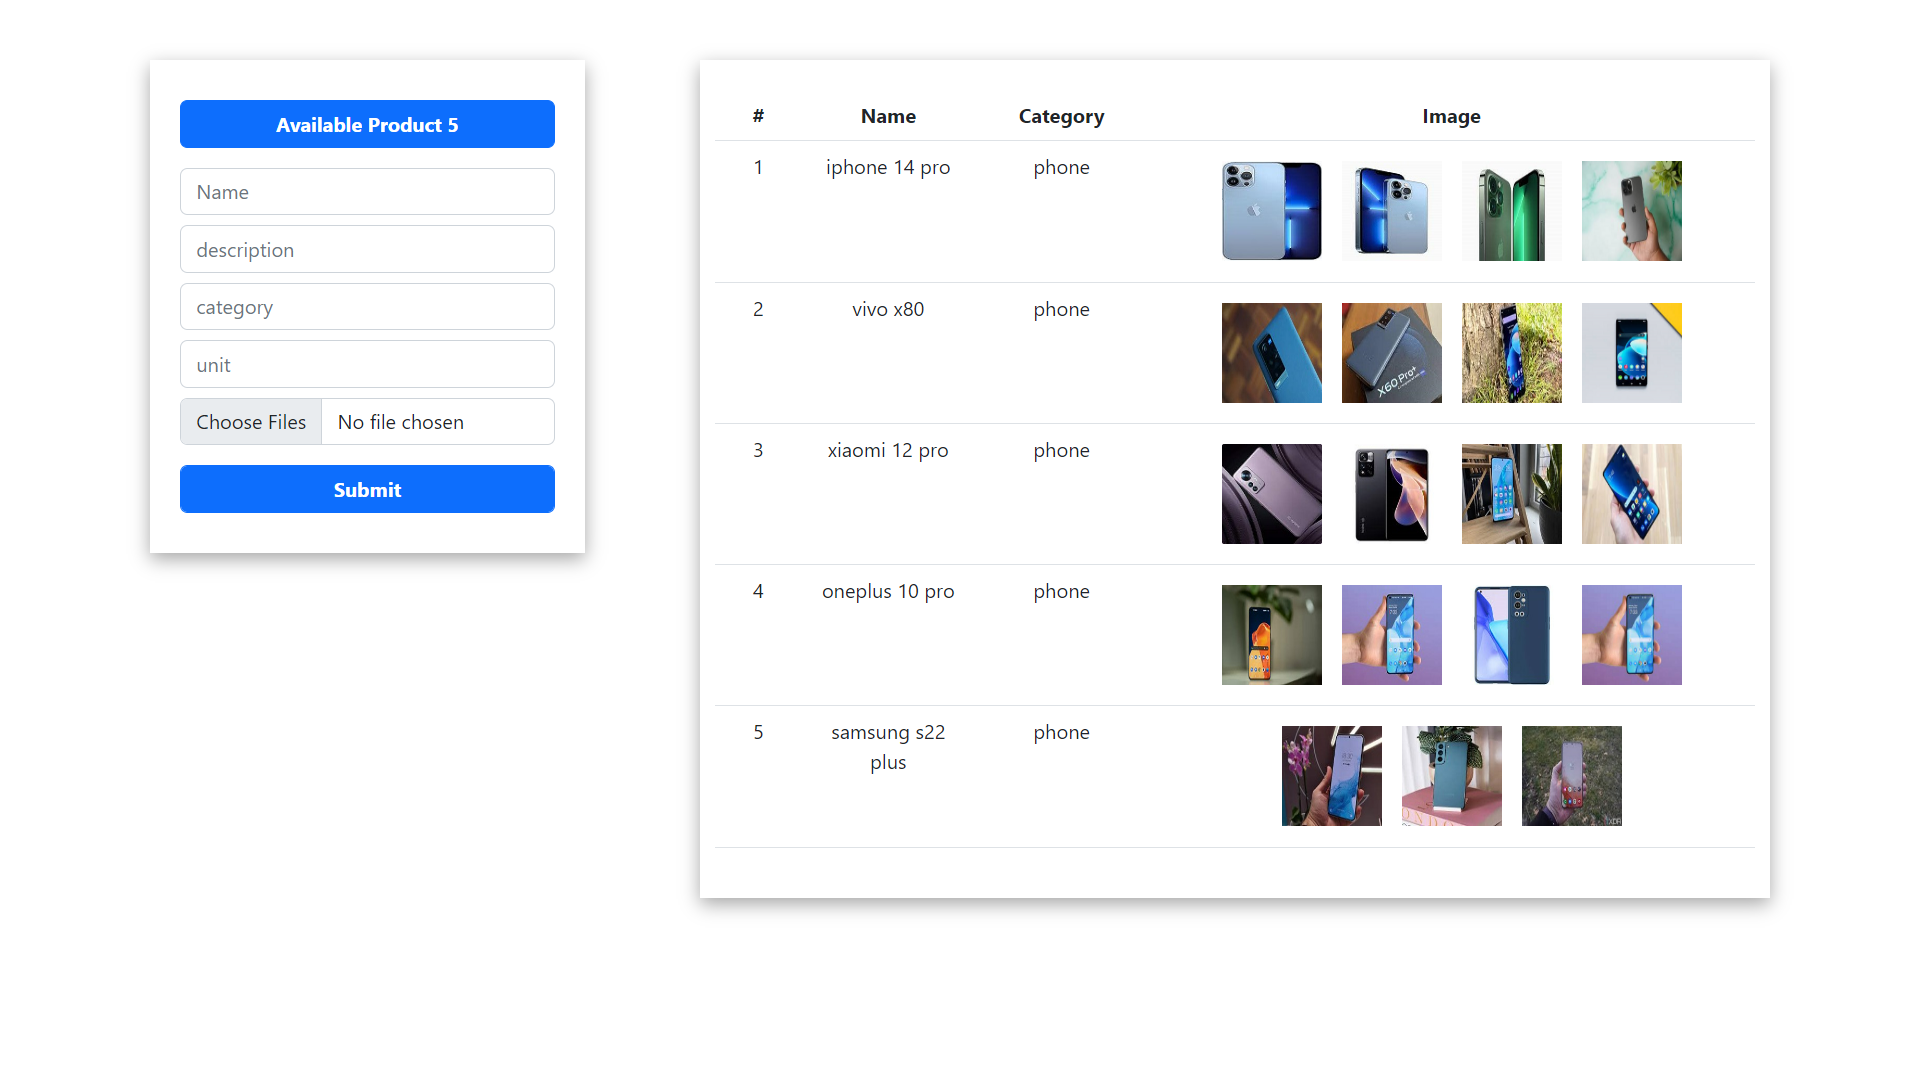 Available Product 5
Name
description
category
unit
Choose Files No file chosen
Submit
# Name Category Image
1 iphone 14 pro phone
2 vivo x80 phone
X60 Pro+
3 xiaomi 12 pro phone
4 oneplus 10 pro phone
5 samsung s22 phone
plus